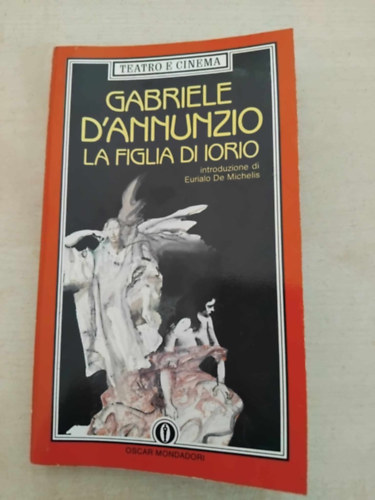 TEATRO E CINEMA
GABRIELE
D'ANNUNZIO
LA FIGLIA DI IORIO
introduzione di
Eurialo De Michelis
OSCAR MONDADORI